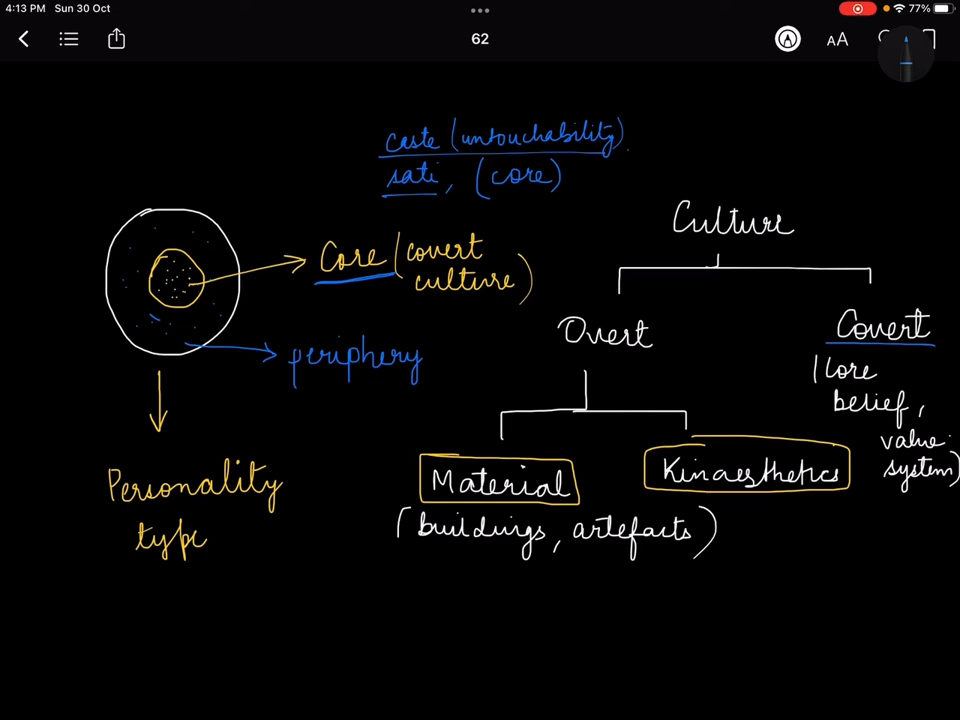 4:13 PM Sun 30 Oct
77%
62
AA
caste (untouchability)
sati, (core)
Culture
Core (covert
culture)
Overt
Covert
periphery
(core
belief,
value
system)
Material
Kinaesthetics
Personality
type
(buildings, artefacts)